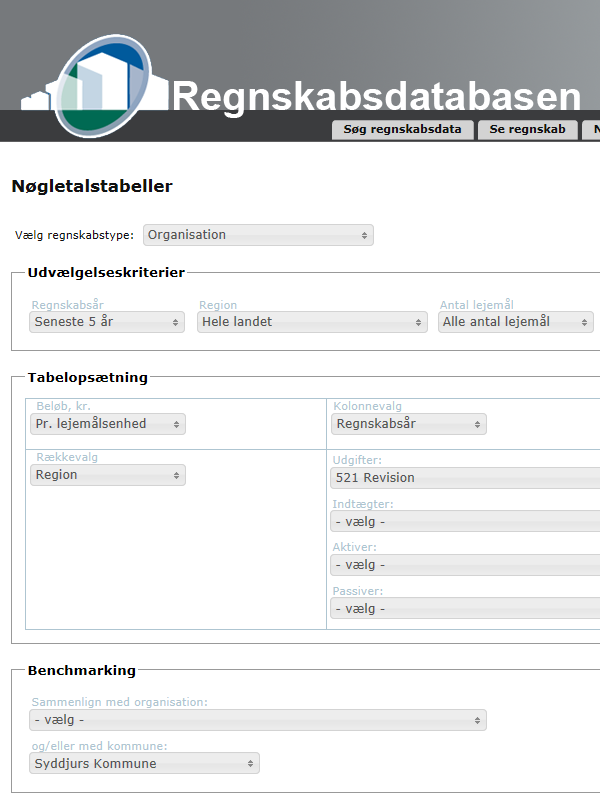 Regnskabsdatabasen
Søg regnskabsdata Se regnskab N
Nøgletalstabeller
Vælg regnskabstype: Organisation
Udvælgelseskriterier
Regnskabsår Region Antal lejemål
Seneste 5 år Hele landet Alle antal lejemål
Tabelopsætning
Beløb, kr. Kolonnevalg
Pr. lejemålsenhed Regnskabsår
Rækkevalg Udgifter:
Region 521 Revision
Indtægter:
- vælg -
Aktiver:
- vælg -
Passiver:
- vælg -
Benchmarking
Sammenlign med organisation:
- vælg -
og/eller med kommune:
Syddjurs Kommune